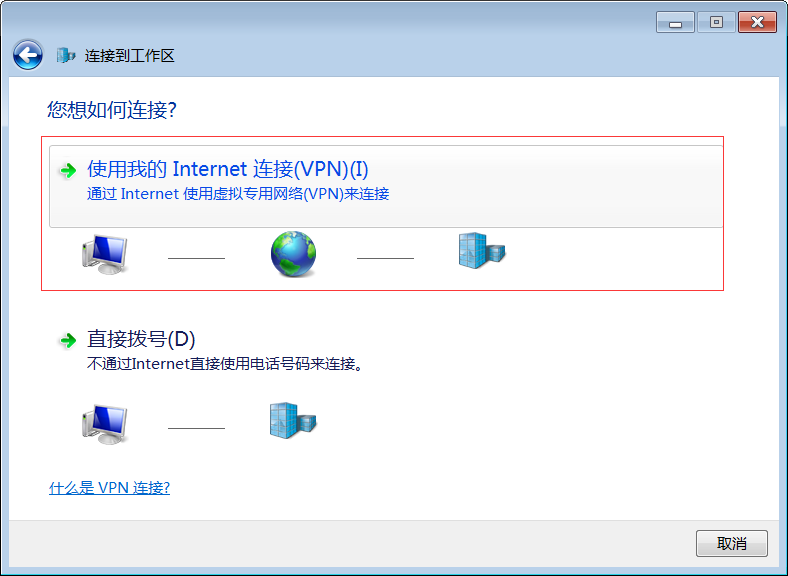 连接到工作区
您想如何连接?
使用我的 Internet 连接(VPN)(I)
通过 Internet 使用虚拟专用网络(VPN)来连接
直接拨号(D)
不通过Internet直接使用电话号码来连接。
什么是 VPN 连接?
取消